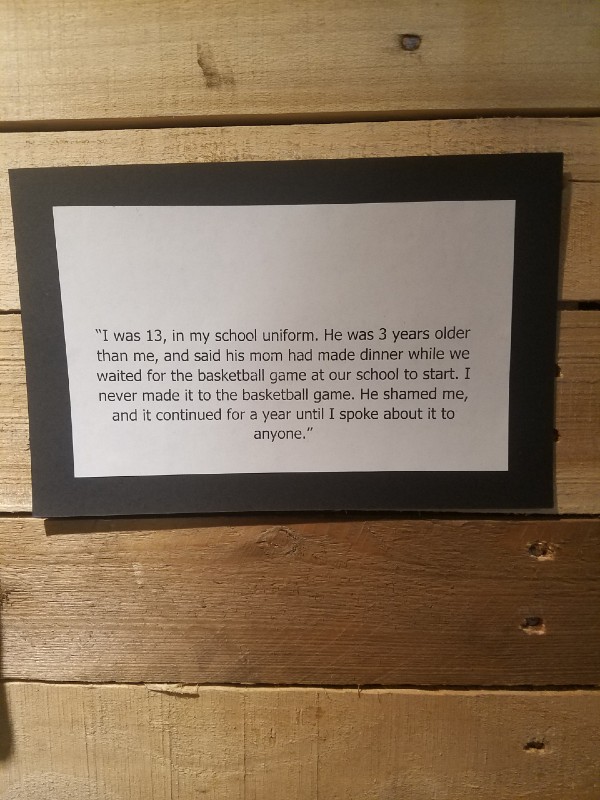 “I was 13, in my school uniform. He was 3 years older
than me, and said his mom had made dinner while we
waited for the basketball game at our school to start. I
never made it to the basketball game. He shamed me,
and it continued for a year until I spoke about it to
anyone.”